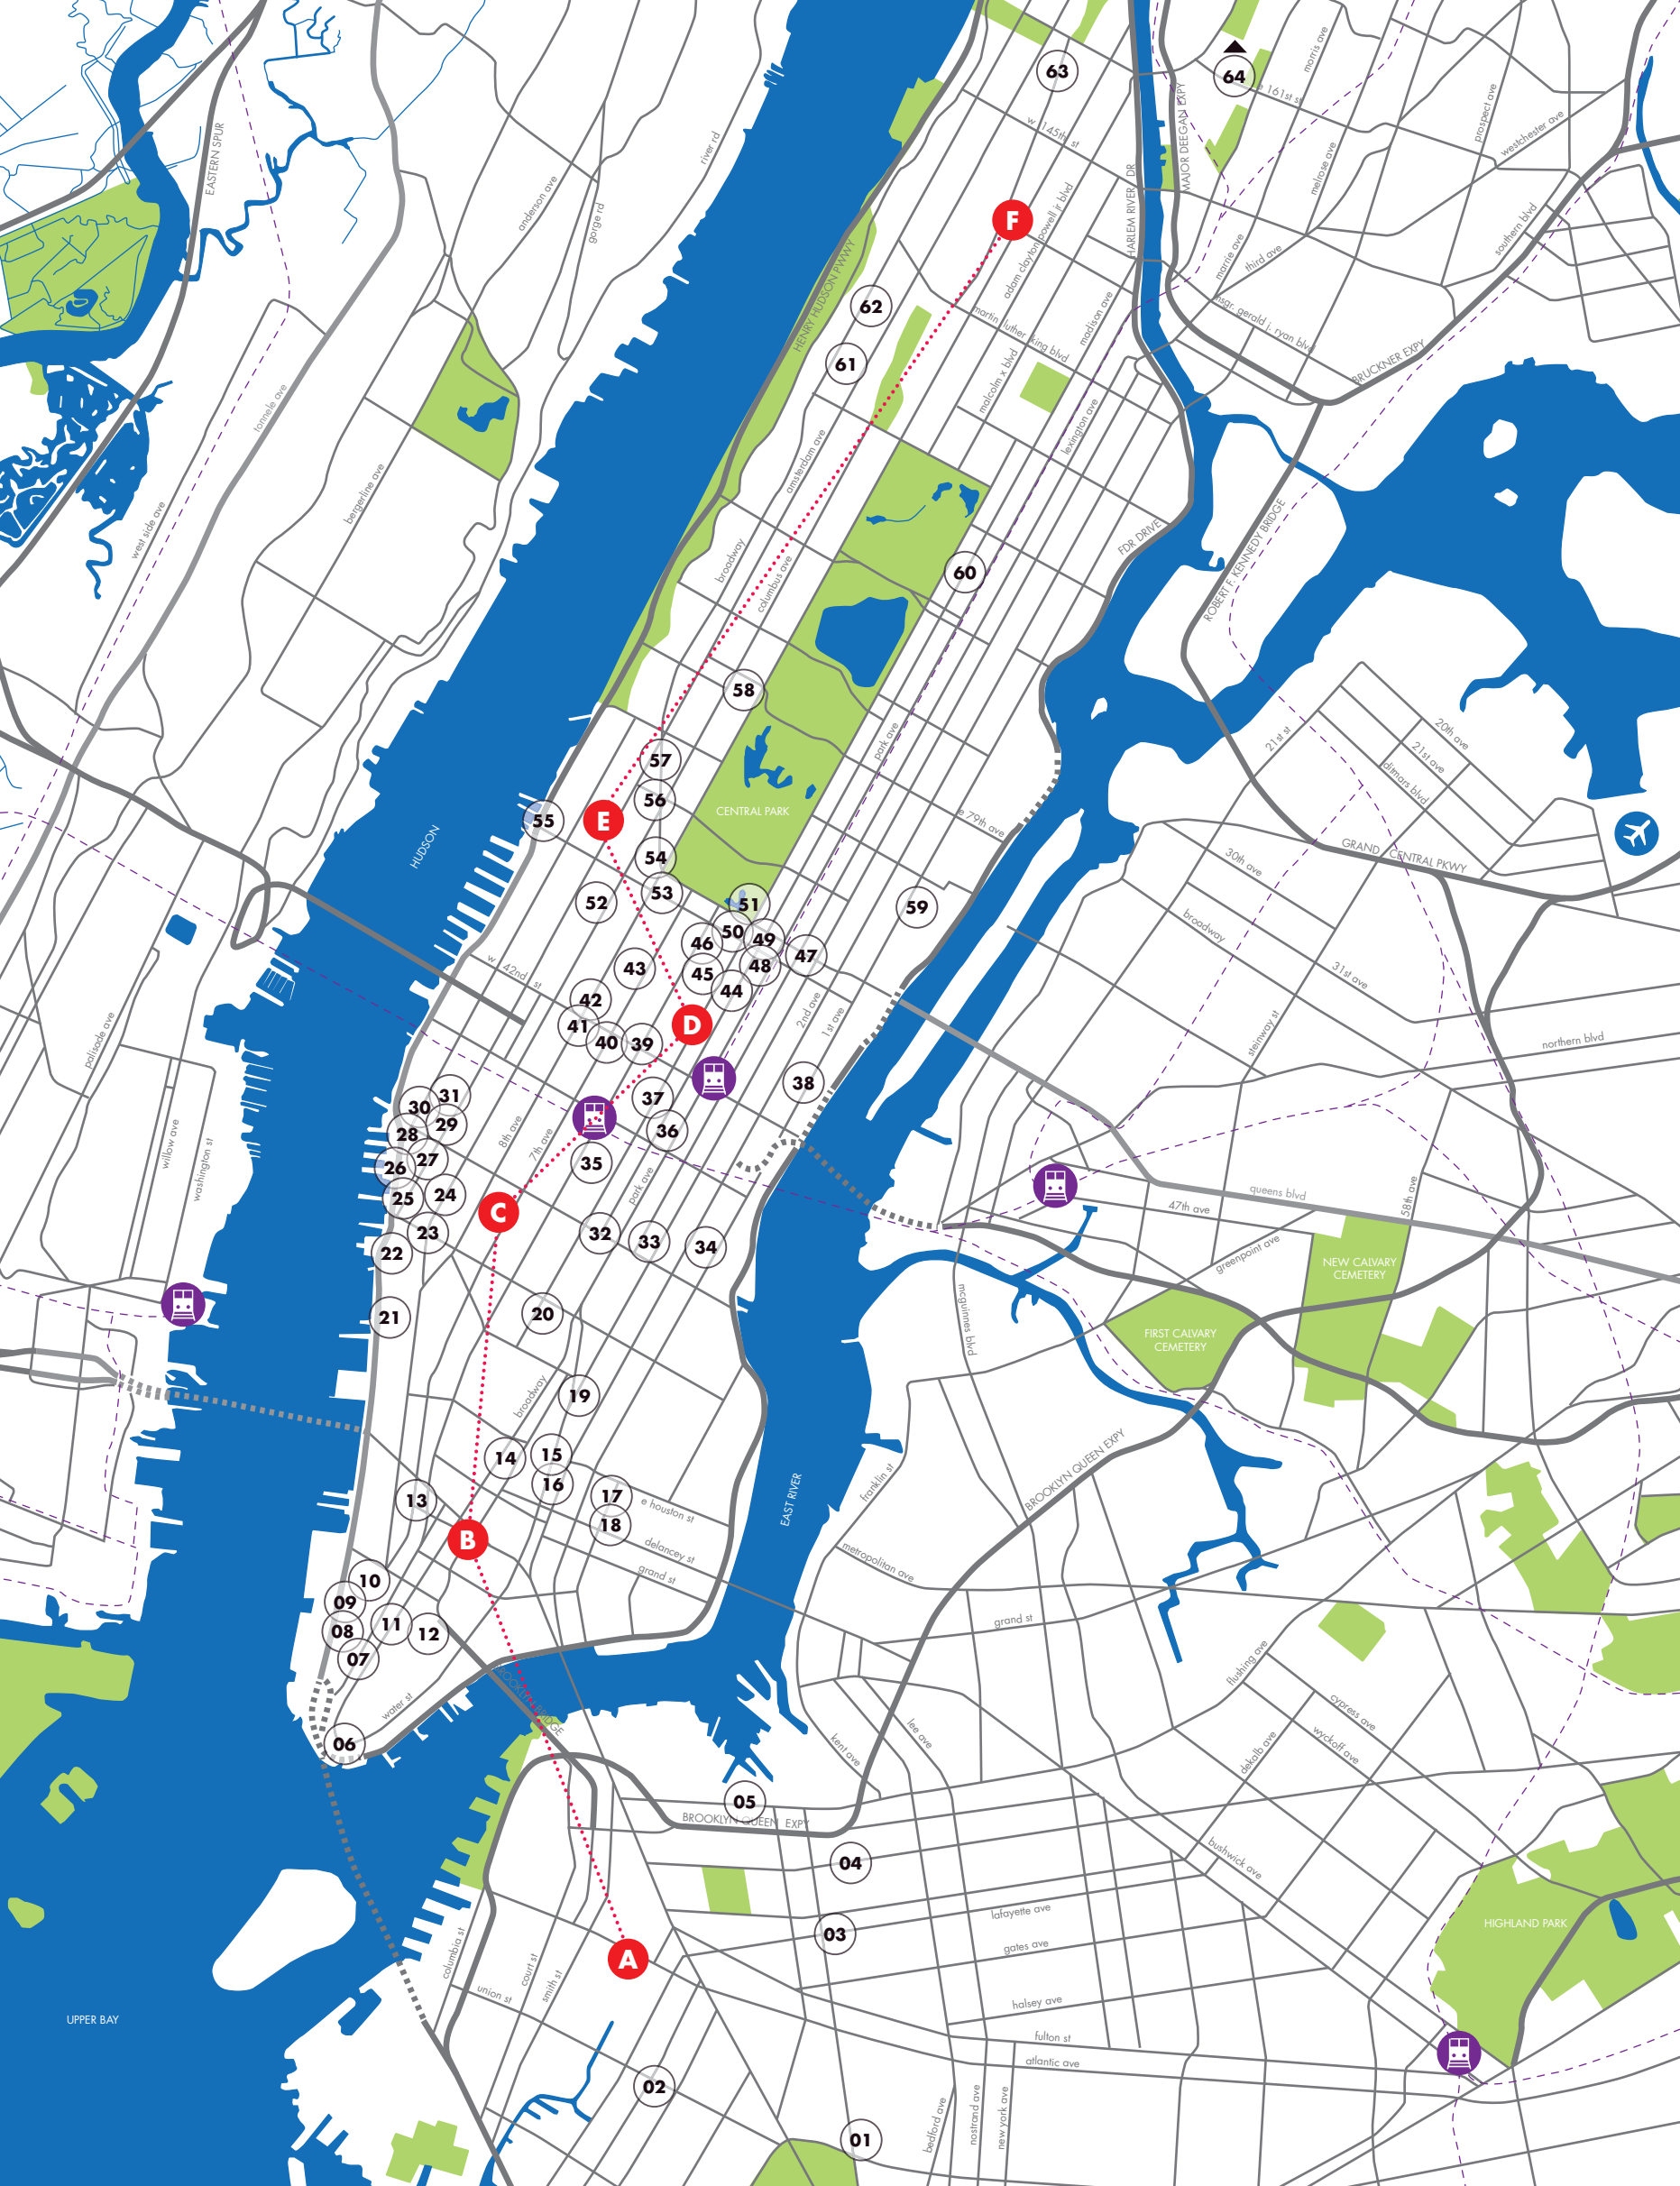 63
64
morris ave
e 161st st
prospect ave
westchester ave
EASTERN SPUR
river rd
w 145th st
MAJOR DEEGAN EXPY
melrose ave
anderson ave
gorge rd
F
adam clayton powell jr blvd
HARLEM RIVER DR
southern blvd
morrie ave
third ave
HENRY HUDSON PWWY
62
madison ave
martin luther king blvd
msgr. gerald j. ryan blvd
61
malcolm x blvd
BRUCKNER EXPY
tonnele ave
lexington ave
amsterdam ave
bergerline ave
west side ave
FDR DRIVE
ROBERT F. KENNEDY BRIDGE
broadway
columbus ave
60
58
park ave
21st st
20th ave
21st ave
ditmars blvd
57
56
CENTRAL PARK
55
E
e 79th ave
HUDSON
54
GRAND CENTRAL PKWY
30th ave
53
52
51
59
50
49
46
47
broadway
w 42nd st
43
45
48
44
31st ave
42
2nd ave
1st ave
41
D
40
39
steinway st
northern blvd
palisade ave
38
31
30
37
29
28
8th ave
7th ave
36
willow ave
washington st
27
26
35
park ave
25
24
C
queens blvd
47th ave
58th ave
23
32
33
34
22
greenpoint ave
NEW CALVARY
CEMETERY
21
20
mcguinnes blvd
FIRST CALVARY
CEMETERY
broadway
19
14
15
16
13
17
18
e houston st
franklin st
BROOKLYN QUEEN EXPY
EAST RIVER
B
delancey st
grand st
metropolitan ave
10
09
11
12
08
07
grand st
flushing ave
water st
BROOKLYN BRIDGE
06
kent ave
lee ave
cypress ave
wyckoff ave
dekalb ave
05
BROOKLYN QUEEN EXPY
04
bushwick ave
03
lafayette ave
HIGHLAND PARK
columbia st
A
gates ave
court st
smith st
union st
halsey ave
UPPER BAY
fulton st
atlantic ave
02
01
bedford ave
nostrand ave
new york ave